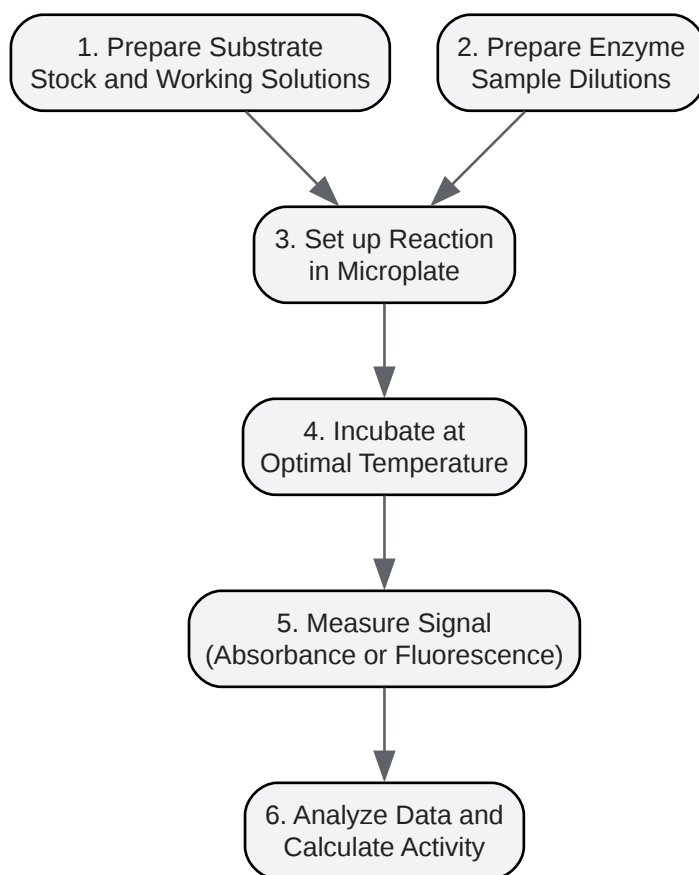 1. Prepare Substrate
Stock and Working Solutions
2. Prepare Enzyme
Sample Dilutions
3. Set up Reaction
in Microplate
4. Incubate at
Optimal Temperature
5. Measure Signal
(Absorbance or Fluorescence)
6. Analyze Data and
Calculate Activity